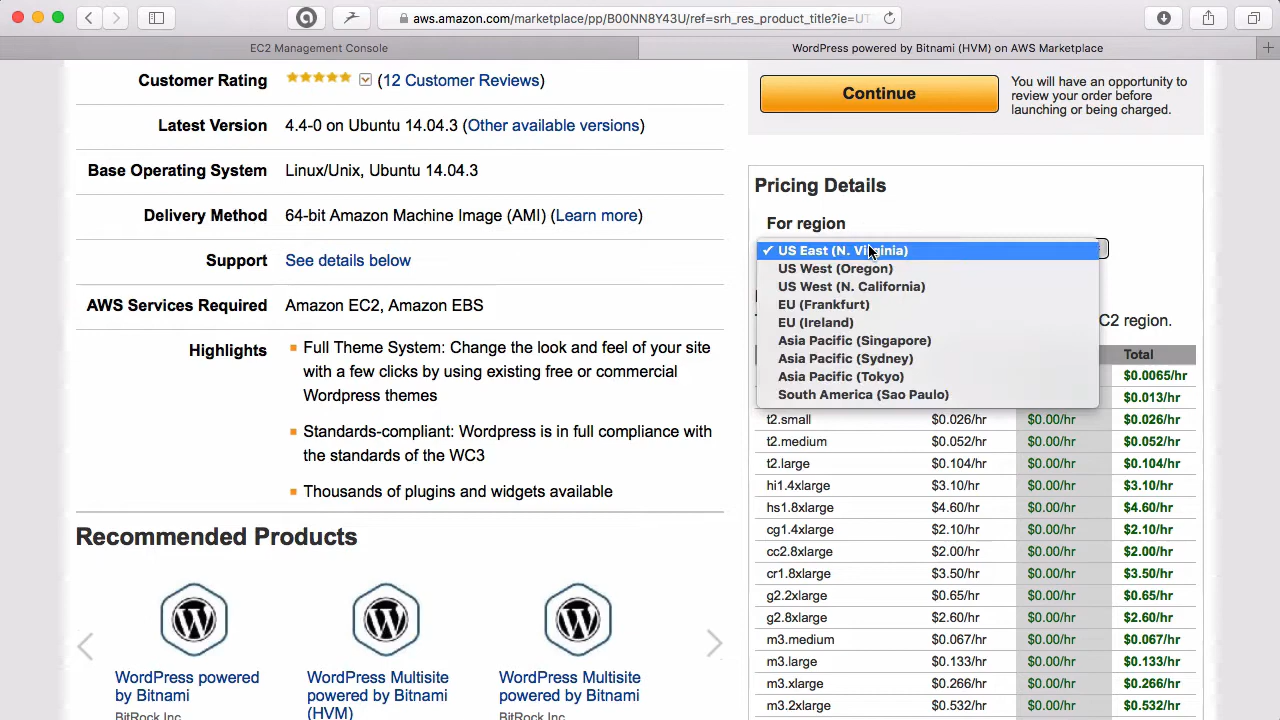 aws.amazon.com/marketplace/pp/B00NN8Y43U/ref=srh_res_product_title?ie=UT
EC2 Management Console
WordPress powered by Bitnami (HVM) on AWS Marketplace
Customer Rating
(12 Customer Reviews)
Latest Version
4.4-0 on Ubuntu 14.04.3 (Other available versions)
Base Operating System
Linux/Unix, Ubuntu 14.04.3
Delivery Method
64-bit Amazon Machine Image (AMI) (Learn more)
Support
See details below
AWS Services Required
Amazon EC2, Amazon EBS
Highlights
Full Theme System: Change the look and feel of your site
with a few clicks by using existing free or commercial
Wordpress themes
Standards-compliant: Wordpress is in full compliance with
the standards of the WC3
Thousands of plugins and widgets available
Recommended Products
WordPress powered
by Bitnami
BitRock Inc
WordPress Multisite
powered by Bitnami
(HVM)
WordPress Multisite
powered by Bitnami
BitRock Inc
Continue
You will have an opportunity to
review your order before
launching or being charged.
Pricing Details
For region
✓ US East (N. Virginia)
US West (Oregon)
US West (N. California)
EU (Frankfurt)
EU (Ireland)
Asia Pacific (Singapore)
Asia Pacific (Sydney)
Asia Pacific (Tokyo)
South America (Sao Paulo)
C2 region.
Total
$0.0065/hr
$0.013/hr
t2.small $0.026/hr $0.00/hr $0.026/hr
t2.medium $0.052/hr $0.00/hr $0.052/hr
t2.large $0.104/hr $0.00/hr $0.104/hr
hi1.4xlarge $3.10/hr $0.00/hr $3.10/hr
hs1.8xlarge $4.60/hr $0.00/hr $4.60/hr
cg1.4xlarge $2.10/hr $0.00/hr $2.10/hr
cc2.8xlarge $2.00/hr $0.00/hr $2.00/hr
cr1.8xlarge $3.50/hr $0.00/hr $3.50/hr
g2.2xlarge $0.65/hr $0.00/hr $0.65/hr
g2.8xlarge $2.60/hr $0.00/hr $2.60/hr
m3.medium $0.067/hr $0.00/hr $0.067/hr
m3.large $0.133/hr $0.00/hr $0.133/hr
m3.xlarge $0.266/hr $0.00/hr $0.266/hr
m3.2xlarge $0.532/hr $0.00/hr $0.532/hr